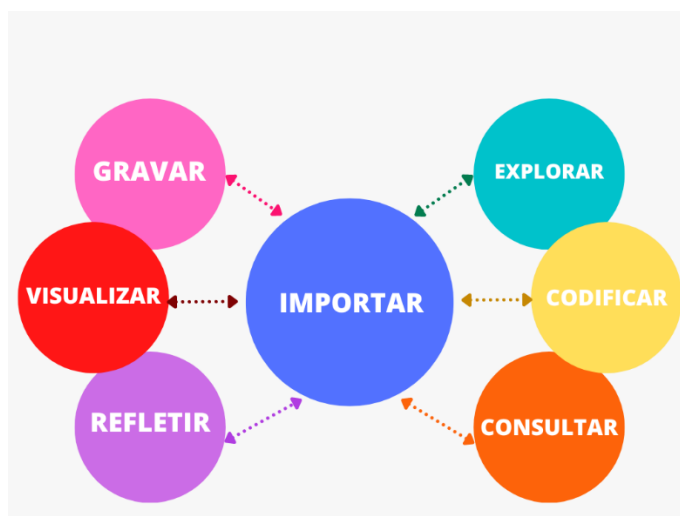 GRAVAR
EXPLORAR
VISUALIZAR
IMPORTAR
CODIFICAR
REFLETIR
CONSULTAR